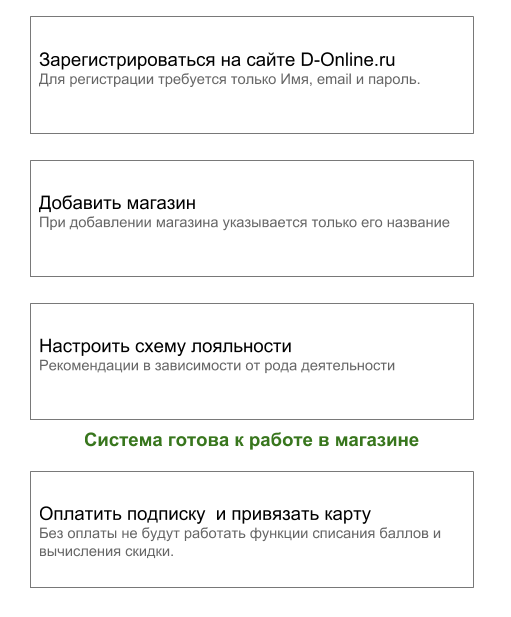 Зарегистрироваться на сайте D-Online.ru
Для регистрации требуется только Имя, email и пароль.
Добавить магазин
При добавлении магазина указывается только его название
Настроить схему лояльности
Рекомендации в зависимости от рода деятельности
Система готова к работе в магазине
Оплатить подписку  и привязать карту
Без оплаты не будут работать функции списания баллов и
вычисления скидки.